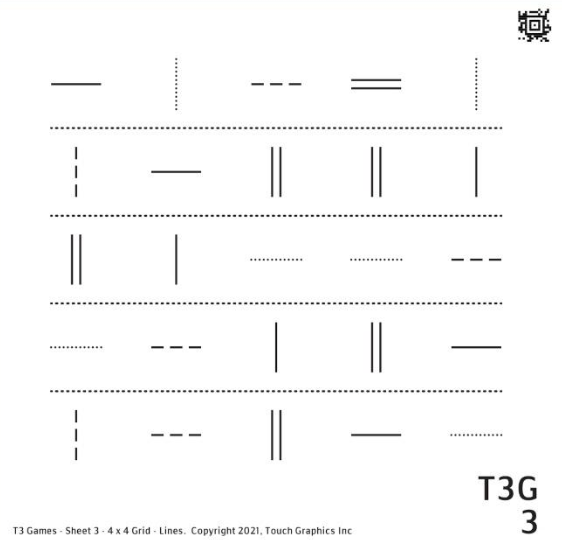 T3G
3
T3 Games - Sheet 3 - 4 x 4 Grid - Lines. Copyright 2021, Touch Graphics Inc